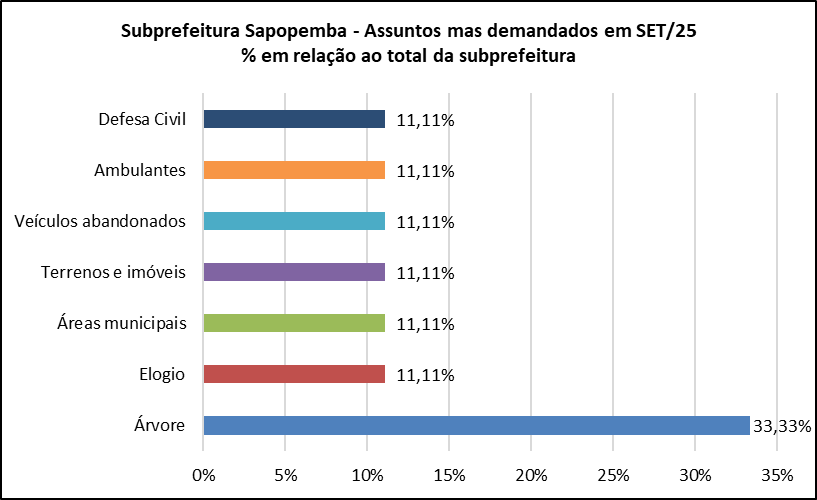 Subprefeitura Sapopemba - Assuntos mas demandados em SET/25
% em relação ao total da subprefeitura
Defesa Civil 11,11%
Ambulantes 11,11%
Veículos abandonados 11,11%
Terrenos e imóveis 11,11%
Áreas municipais 11,11%
Elogio 11,11%
Árvore 33,33%
0% 5% 10% 15% 20% 25% 30% 35%